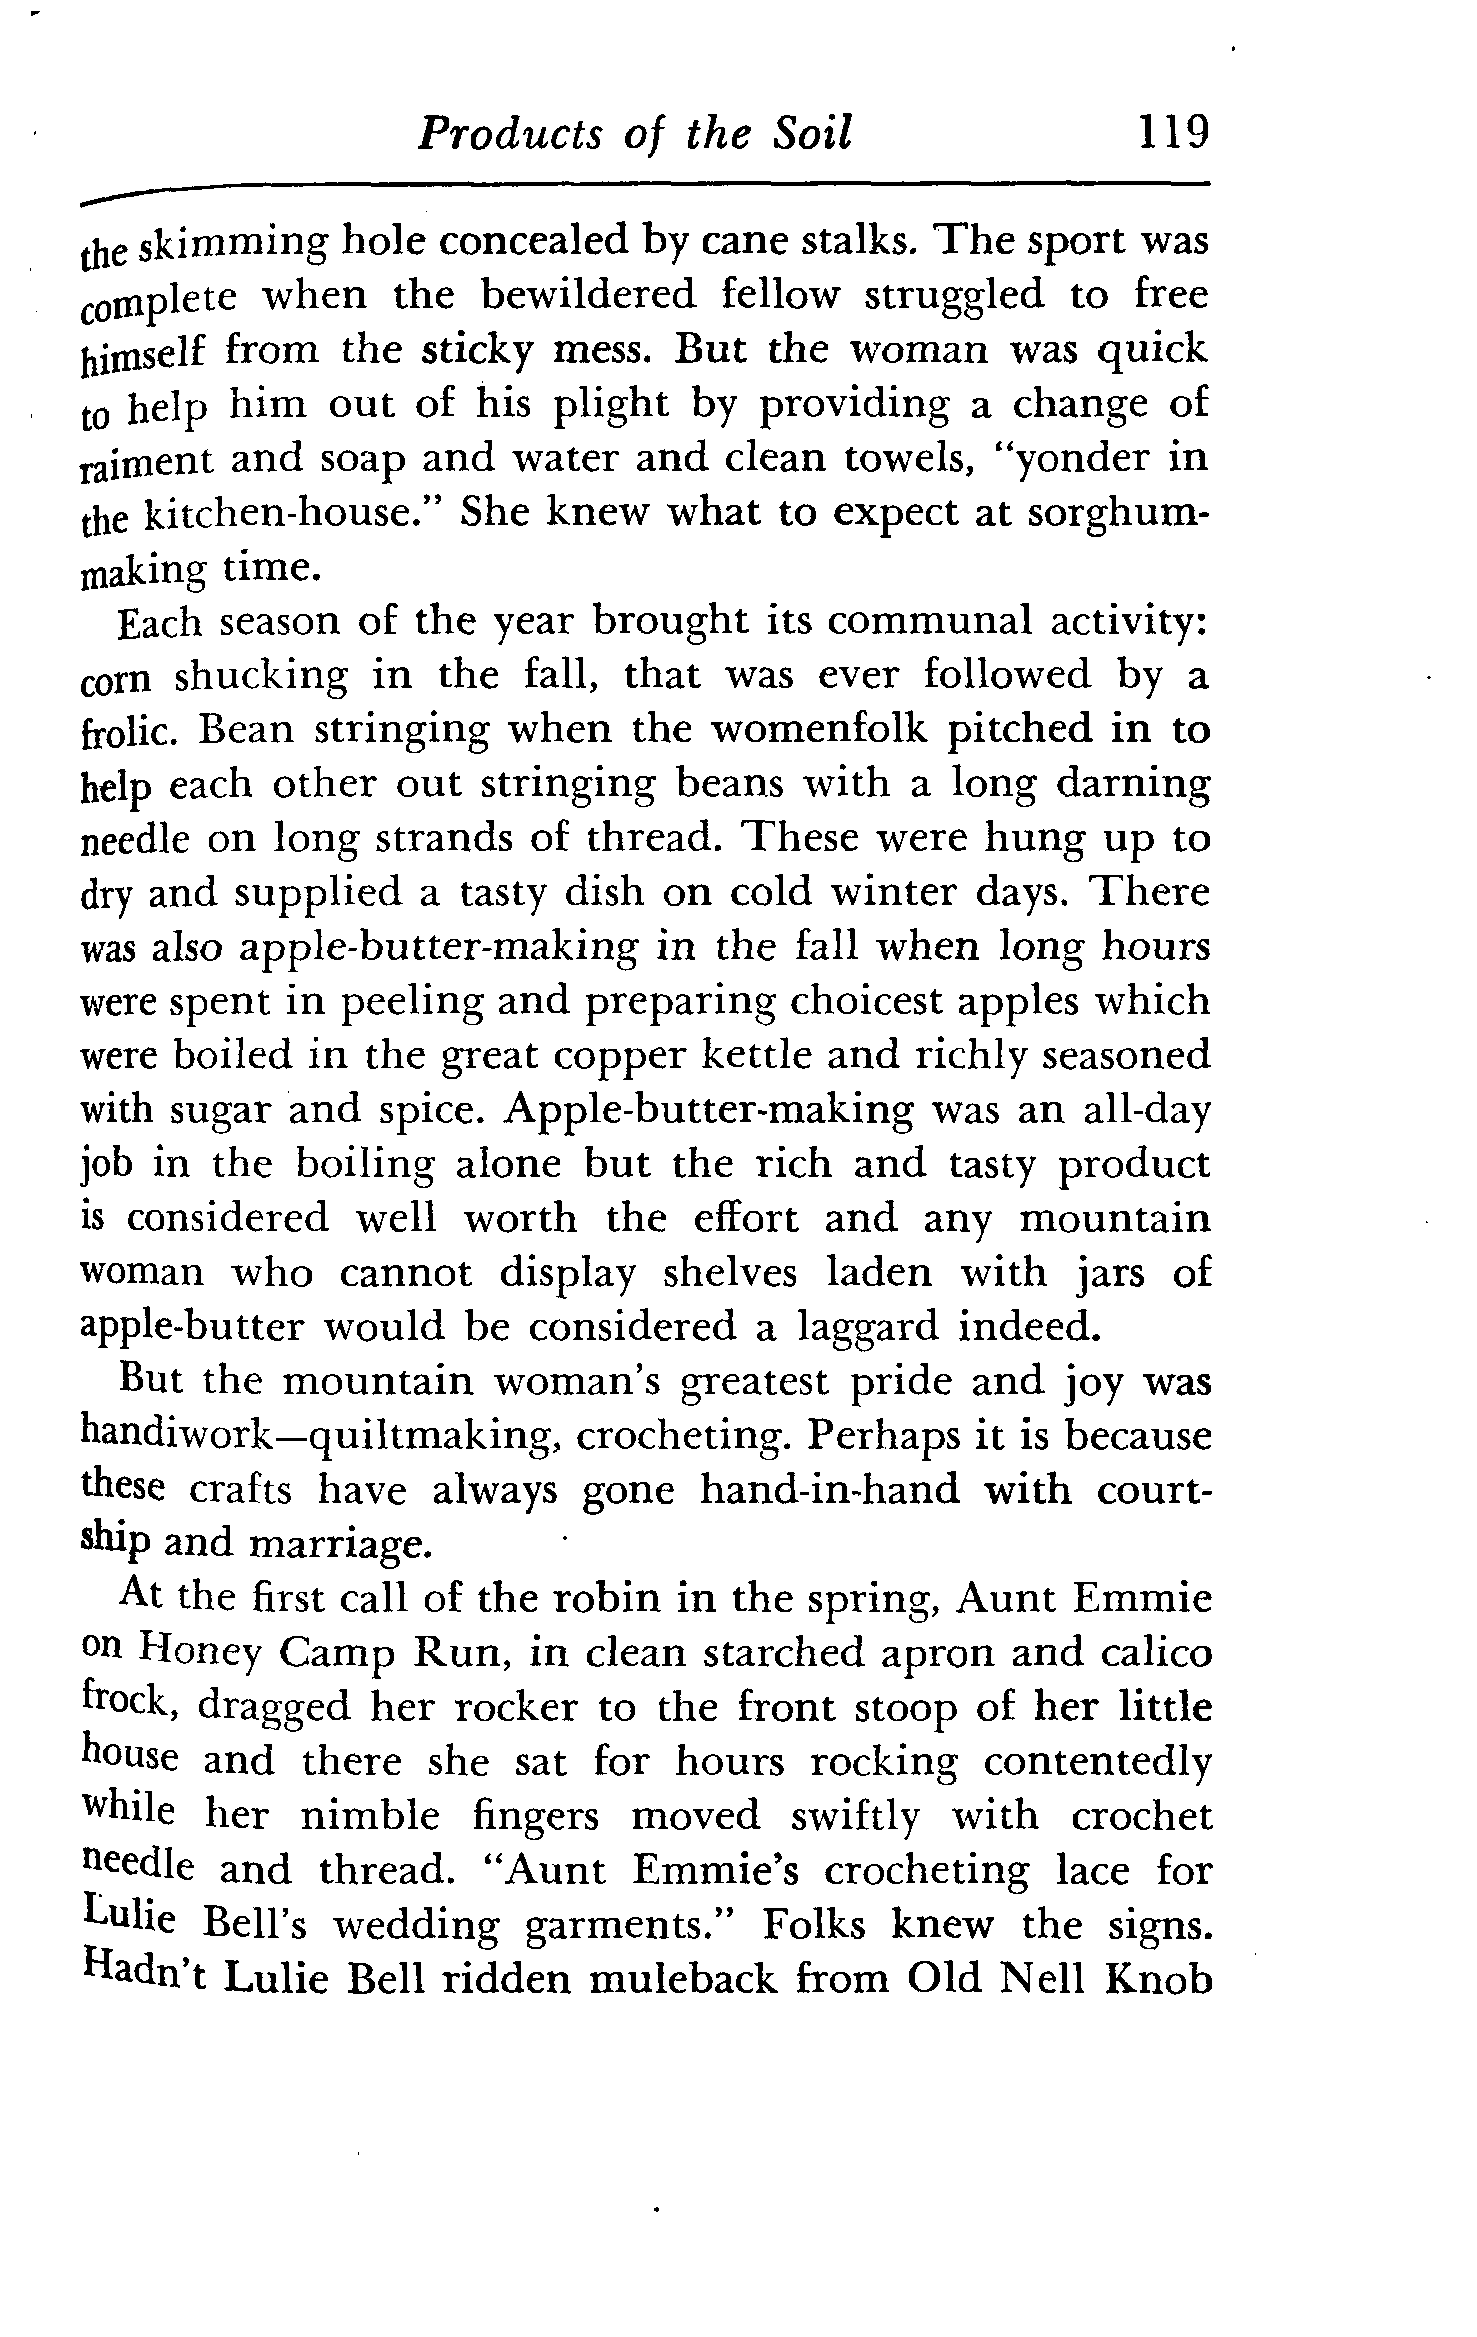 Products of the Soil 119
the skimming hole concealed by cane stalks. The sport was
complete when the bewildered fellow struggled to free
himself from the sticky mess. But the woman was quick
to help him out of his plight by providing a change of
raiment and soap and water and clean towels, "yonder in
the kitchen-house." She knew what to expect at sorghum-
making time.
Each season of the year brought its communal activity:
corn shucking in the fall, that was ever followed by a
frolic. Bean stringing when the womenfolk pitched in to
help each other out stringing beans with a long darning
needle on long strands of thread. These were hung up to
dry and supplied a tasty dish on cold winter days. There
was also apple-butter-making in the fall when long hours
were spent in peeling and preparing choicest apples which
were boiled in the great copper kettle and richly seasoned
with sugar and spice. Apple-butter-making was an all-day
job in the boiling alone but the rich and tasty product
is considered well worth the effort and any mountain
woman who cannot display shelves laden with jars of
apple-butter would be considered a laggard indeed.
But the mountain woman's greatest pride and joy was
handiwork—quiltmaking, crocheting. Perhaps it is because
these crafts have always gone hand-in-hand with court-
ship and marriage.
At the first call of the robin in the spring, Aunt Emmie
on Honey Camp Run, in clean starched apron and calico
frock, dragged her rocker to the front stoop of her little
house and there she sat for hours rocking contentedly
while her nimble fingers moved swiftly with crochet
needle and thread. "Aunt Emmie's crocheting lace for
Lulie Bell's wedding garments." Folks knew the signs.
Hadn't Lulie Bell ridden muleback from Old Nell Knob